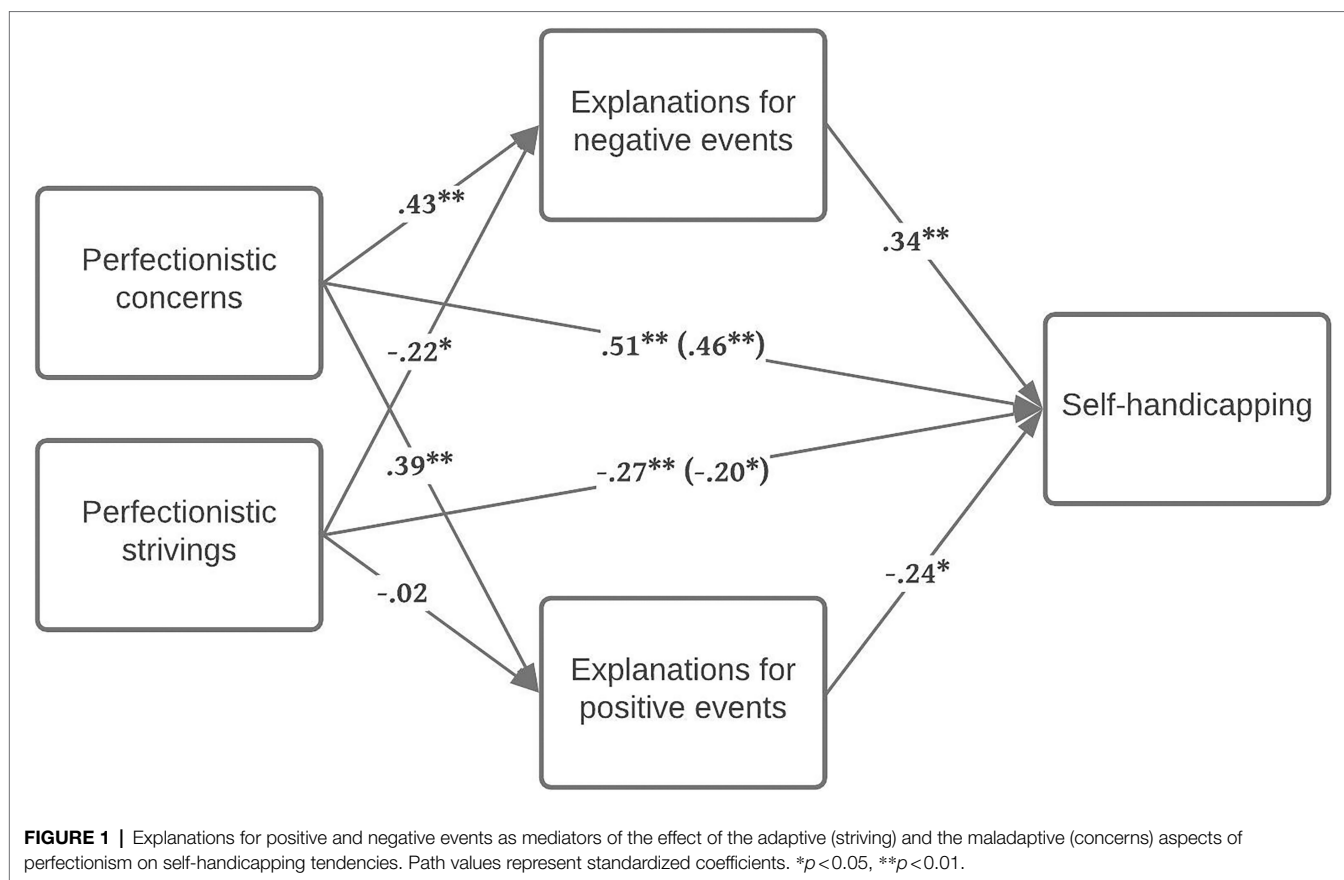 Explanations for
negative events
.43**
Perfectionistic
concerns
.34**
.51** (.46**)
-.22*
Self-handicapping
.39**
-.27** (-.20*)
Perfectionistic
strivings
-.02
-.24*
Explanations for
positive events
FIGURE 1 | Explanations for positive and negative events as mediators of the effect of the adaptive (striving) and the maladaptive (concerns) aspects of
perfectionism on self-handicapping tendencies. Path values represent standardized coefficients. *p<0.05, **p<0.01.